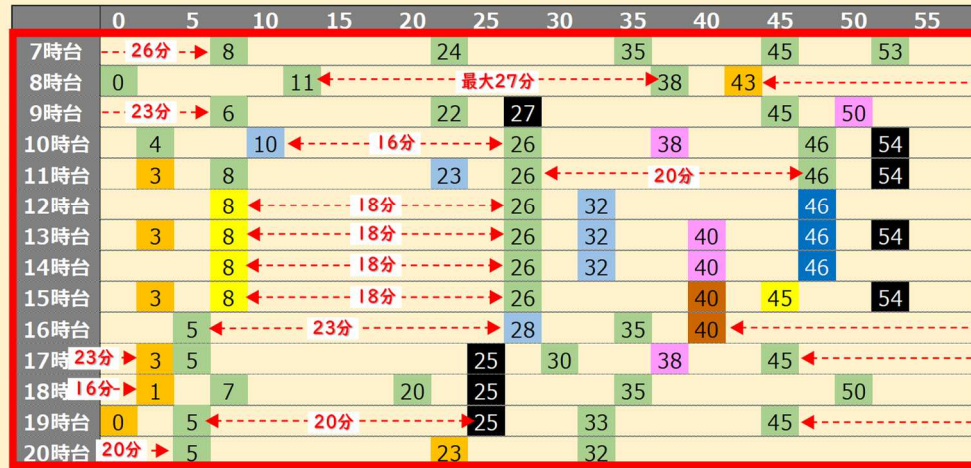 0 5 10 15 20 25 30 35 40 45 50 55
7時台 26分 8 24 35 45 53
8時台 0 11 最大27分 38 43
9時台 23分 6 22 27 45 50
10時台 4 10 16分 26 38 46 54
11時台 3 8 23 26 20分 46 54
12時台 8 18分 26 32 46
13時台 3 8 18分 26 32 40 46 54
14時台 8 18分 26 32 40 46
15時台 3 8 18分 26 40 45 54
16時台 5 23分 28 35 40
17時 23分 3 5 25 30 38 45
18時 16分 1 7 20 25 35 50
19時台 0 5 20分 25 33 45
20時台 20分 5 23 32